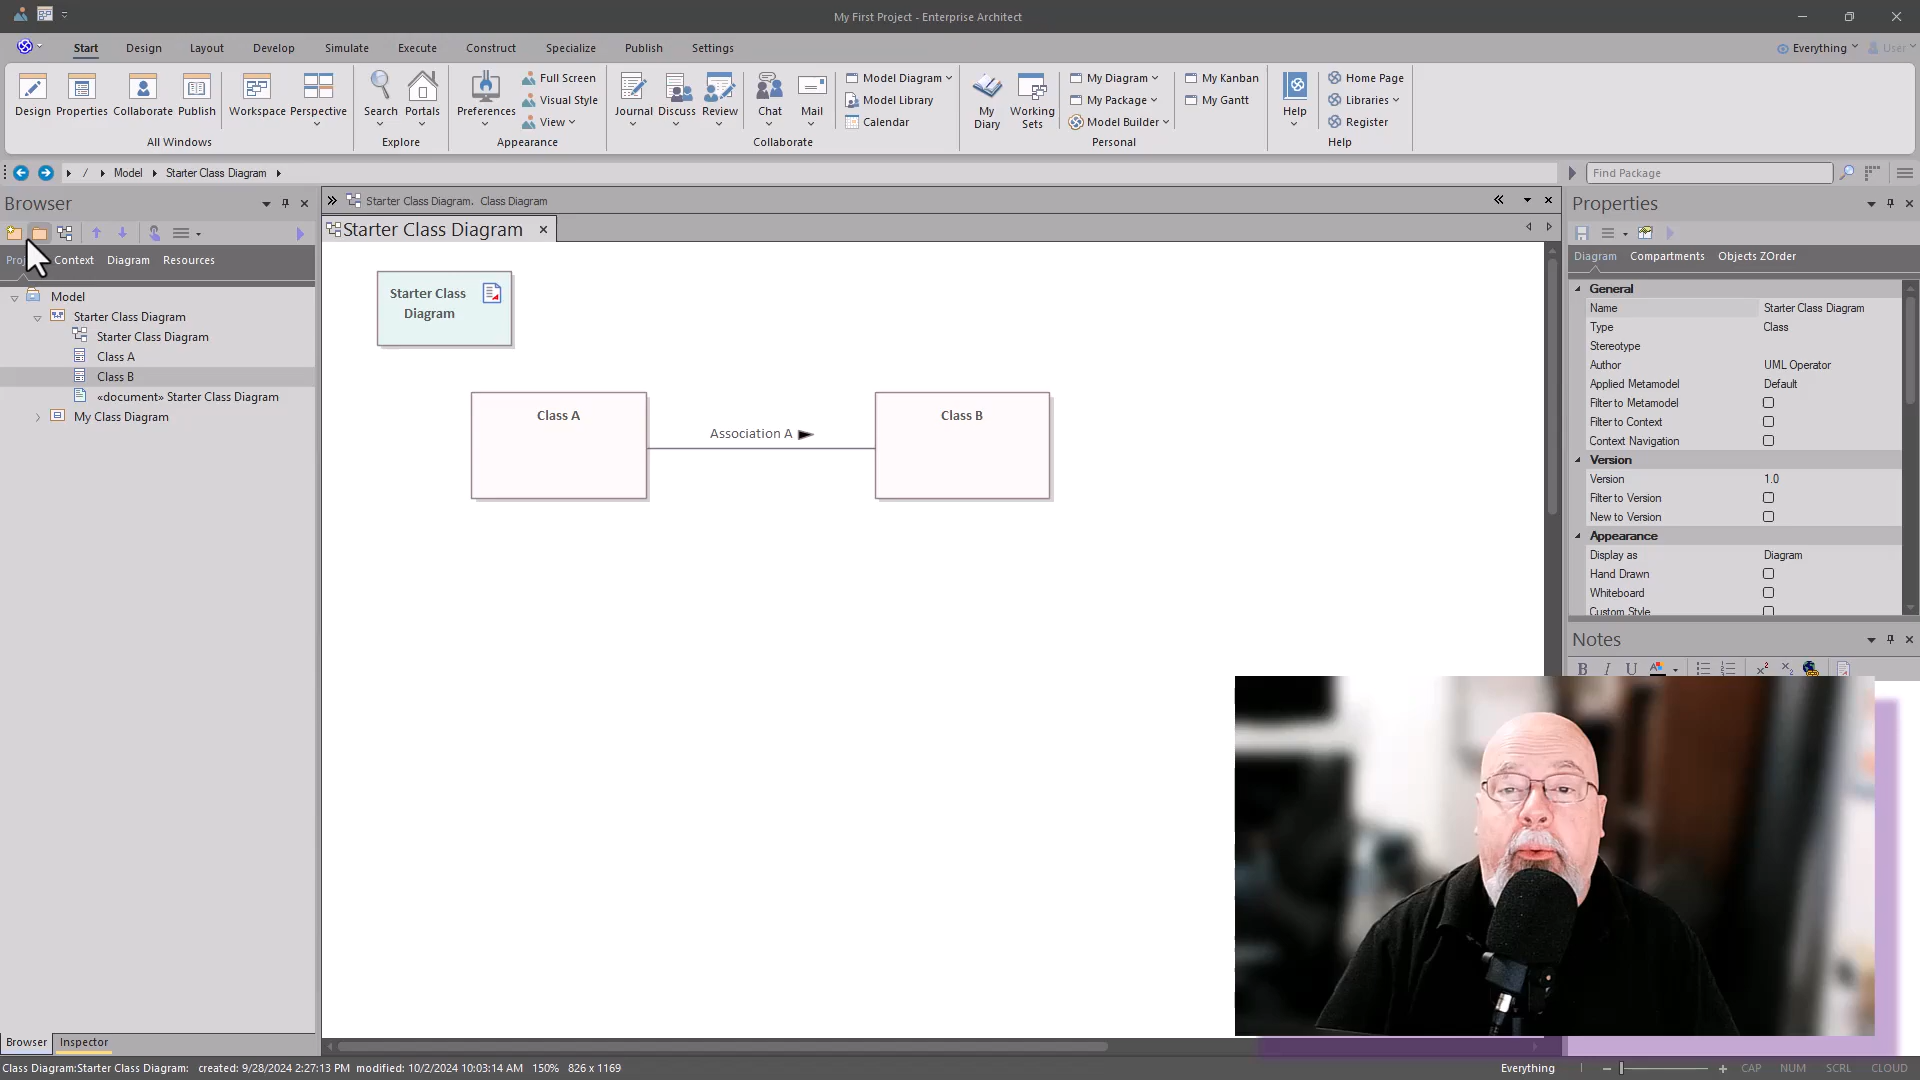 My First Project - Enterprise Architect
Start Design Layout Develop Simulate Execute Construct Specialize Publish Settings Everything User
Design Properties Collaborate Publish Workspace Perspective Search Portals Preferences Full Screen Journal Discuss Review Chat Mail Model Diagram My Diary Working Sets My Diagram My Kanban Help Home Page
Visual Style Model Library My Package My Gantt Libraries
View Calendar Model Builder Register
All Windows Explore Appearance Collaborate Personal Help
/ Model Starter Class Diagram Find Package
Browser
Context Diagram Resources
Model
Starter Class Diagram
Starter Class Diagram
Class A
Class B
«document» Starter Class Diagram
My Class Diagram
Browser Inspector
Starter Class Diagram. Class Diagram
Starter Class Diagram
Starter Class
Diagram
Class A
Association A
Class B
Properties
Diagram Compartments Objects ZOrder
General
Name Starter Class Diagram
Type Class
Stereotype
Author UML Operator
Applied Metamodel Default
Filter to Metamodel
Filter to Context
Context Navigation
Version
Version 1.0
Filter to Version
New to Version
Appearance
Display as Diagram
Hand Drawn
Whiteboard
Custom Style
Notes
B I U A
Class Diagram:Starter Class Diagram: created: 9/28/2024 2:27:13 PM modified: 10/2/2024 10:03:14 AM 150% 826 x 1169 Everything CAP NUM SCRL CLOUD